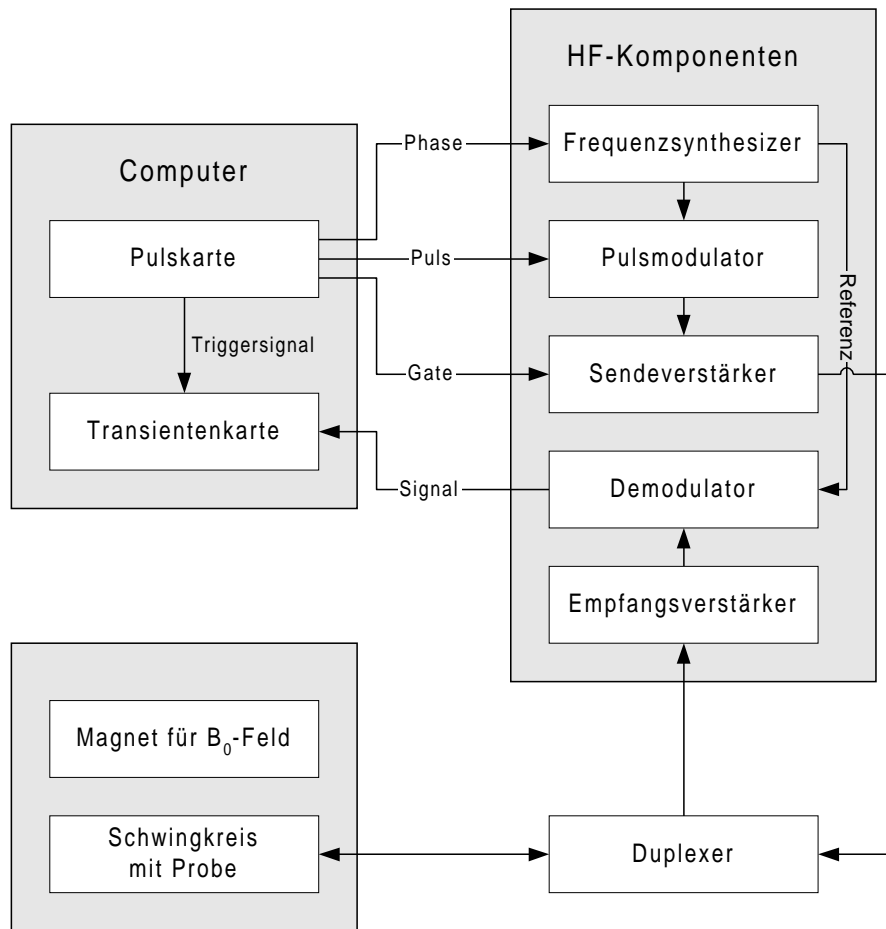 HF-Komponenten
Phase
Frequenzsynthesizer
Computer
Pulskarte
Puls
Pulsmodulator
Referenz
Triggersignal
Gate
Sendeverstärker
Transientenkarte
Signal
Demodulator
Empfangsverstärker
Magnet für B₀-Feld
Schwingkreis
mit Probe
Duplexer